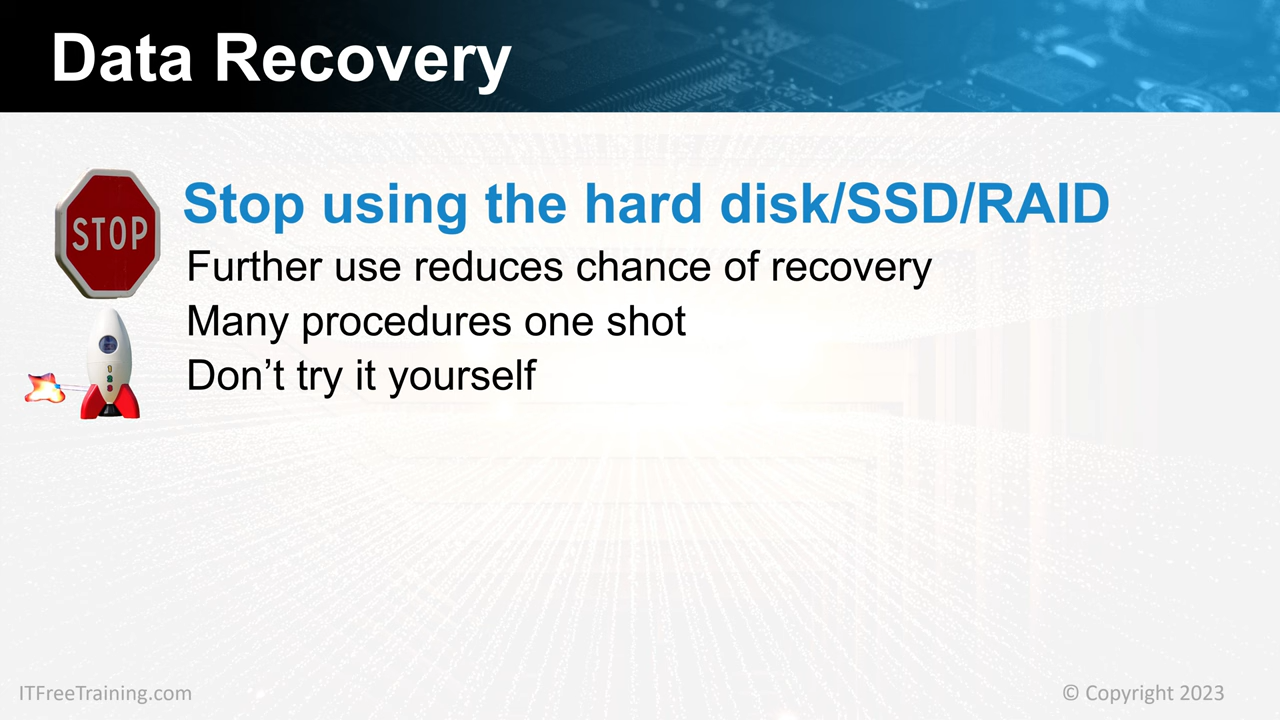 Data Recovery
STOP
Stop using the hard disk/SSD/RAID
Further use reduces chance of recovery
Many procedures one shot
Don’t try it yourself
ITFreeTraining.com
© Copyright 2023